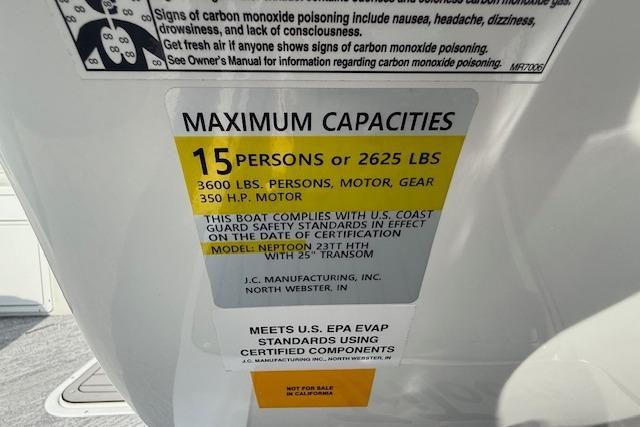 Signs of carbon monoxide poisoning include nausea, headache, dizziness,
drowsiness, and lack of consciousness.
Get fresh air if anyone shows signs of carbon monoxide poisoning.
See Owner's Manual for information regarding carbon monoxide poisoning.
MR7006
MAXIMUM CAPACITIES
15 PERSONS or 2625 LBS
3600 LBS. PERSONS, MOTOR, GEAR
350 H.P. MOTOR
THIS BOAT COMPLIES WITH U.S. COAST
GUARD SAFETY STANDARDS IN EFFECT
ON THE DATE OF CERTIFICATION
MODEL: NEPTOON 23TT HTH
WITH 25" TRANSOM
J.C. MANUFACTURING, INC.
NORTH WEBSTER, IN
MEETS U.S. EPA EVAP
STANDARDS USING
CERTIFIED COMPONENTS
J.C. MANUFACTURING INC., NORTH WEBSTER, IN
NOT FOR SALE
IN CALIFORNIA